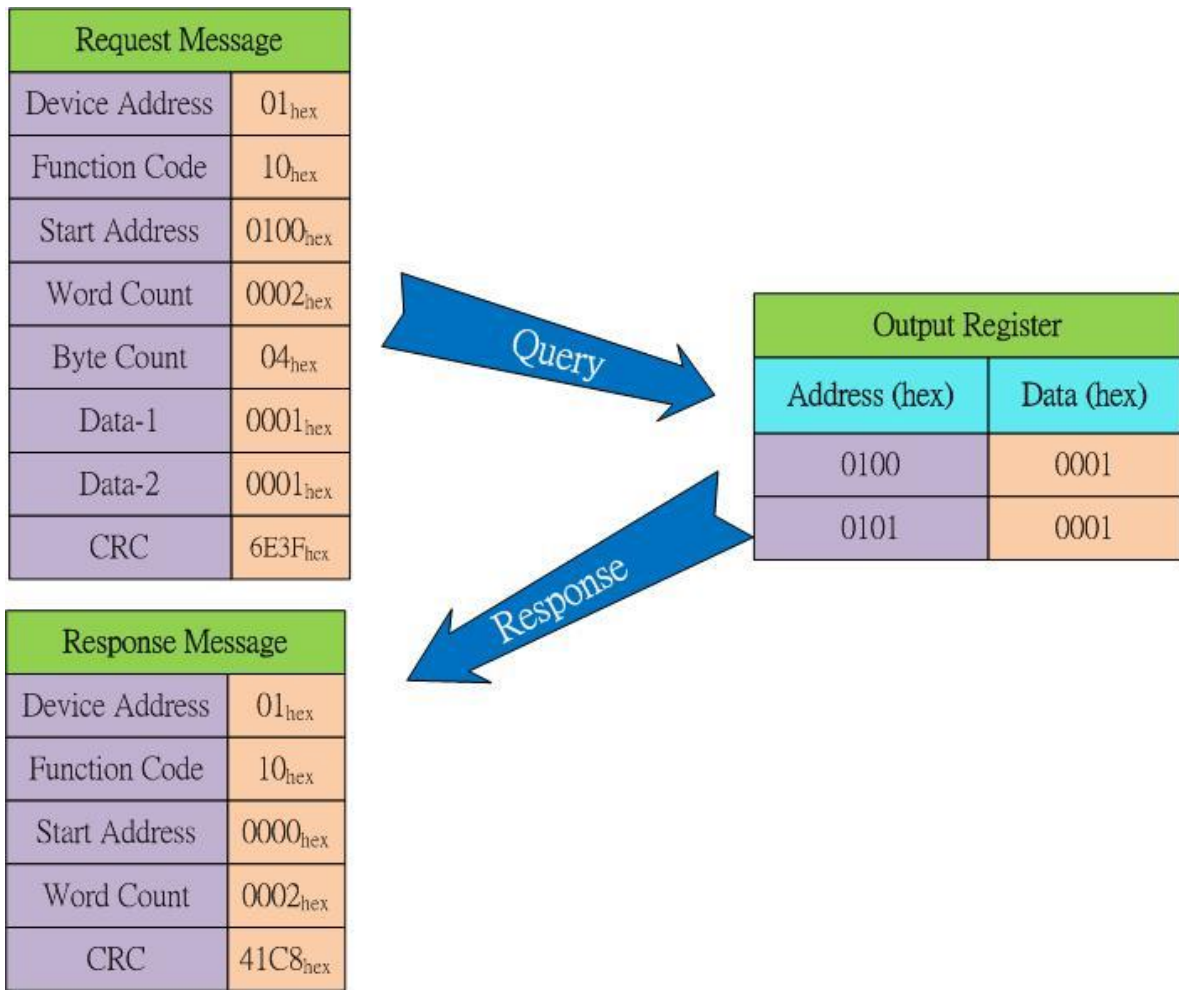 Request Message
Device Address 01hex
Function Code 10hex
Start Address 0100hex
Word Count 0002hex
Byte Count 04hex
Data-1 0001hex
Data-2 0001hex
CRC 6E3Fhex
Query
Output Register
Address (hex) Data (hex)
0100 0001
0101 0001
Response
Response Message
Device Address 01hex
Function Code 10hex
Start Address 0000hex
Word Count 0002hex
CRC 41C8hex